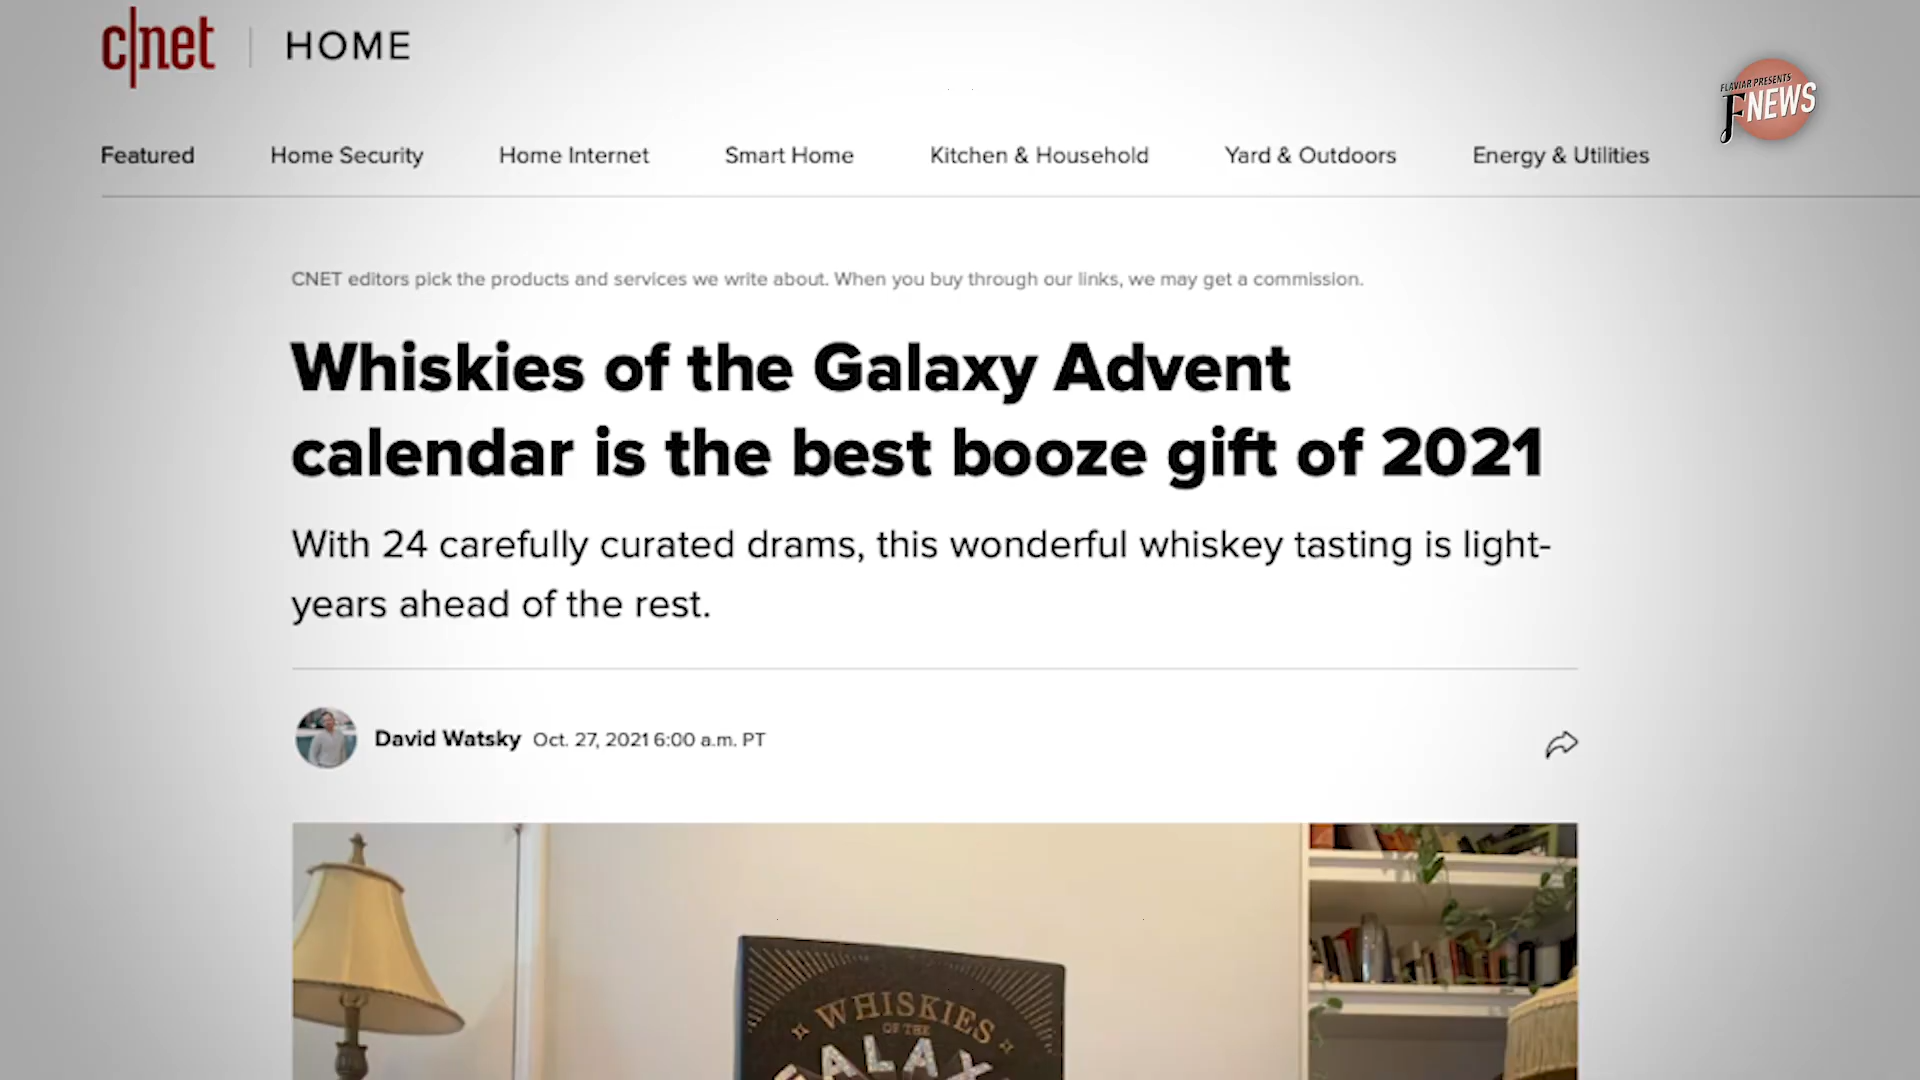 c|net HOME
FLAVIAR PRESENTS
FNEWS
Featured Home Security Home Internet Smart Home Kitchen & Household Yard & Outdoors Energy & Utilities
CNET editors pick the products and services we write about. When you buy through our links, we may get a commission.
Whiskies of the Galaxy Advent
calendar is the best booze gift of 2021
With 24 carefully curated drams, this wonderful whiskey tasting is light-
years ahead of the rest.
David Watsky Oct. 27, 2021 6:00 a.m. PT
WHISKIES
OF THE
GALAXY